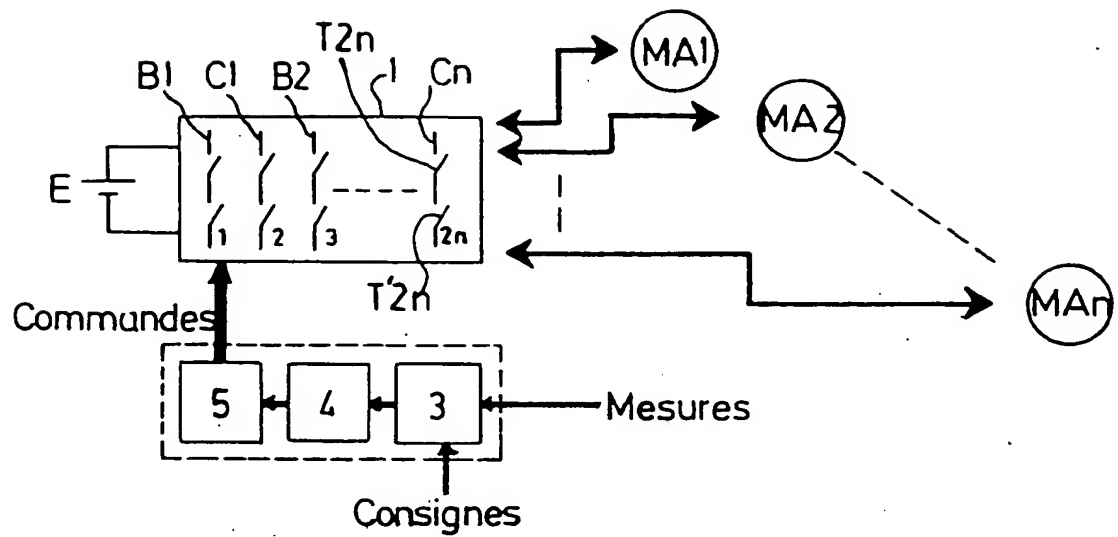 T2n
MA1
B1 C1 B2 1 Cn
MA2
E
1 2 3 2n
T'2n
MAn
Commandes
5 4 3
Mesures
Consignes